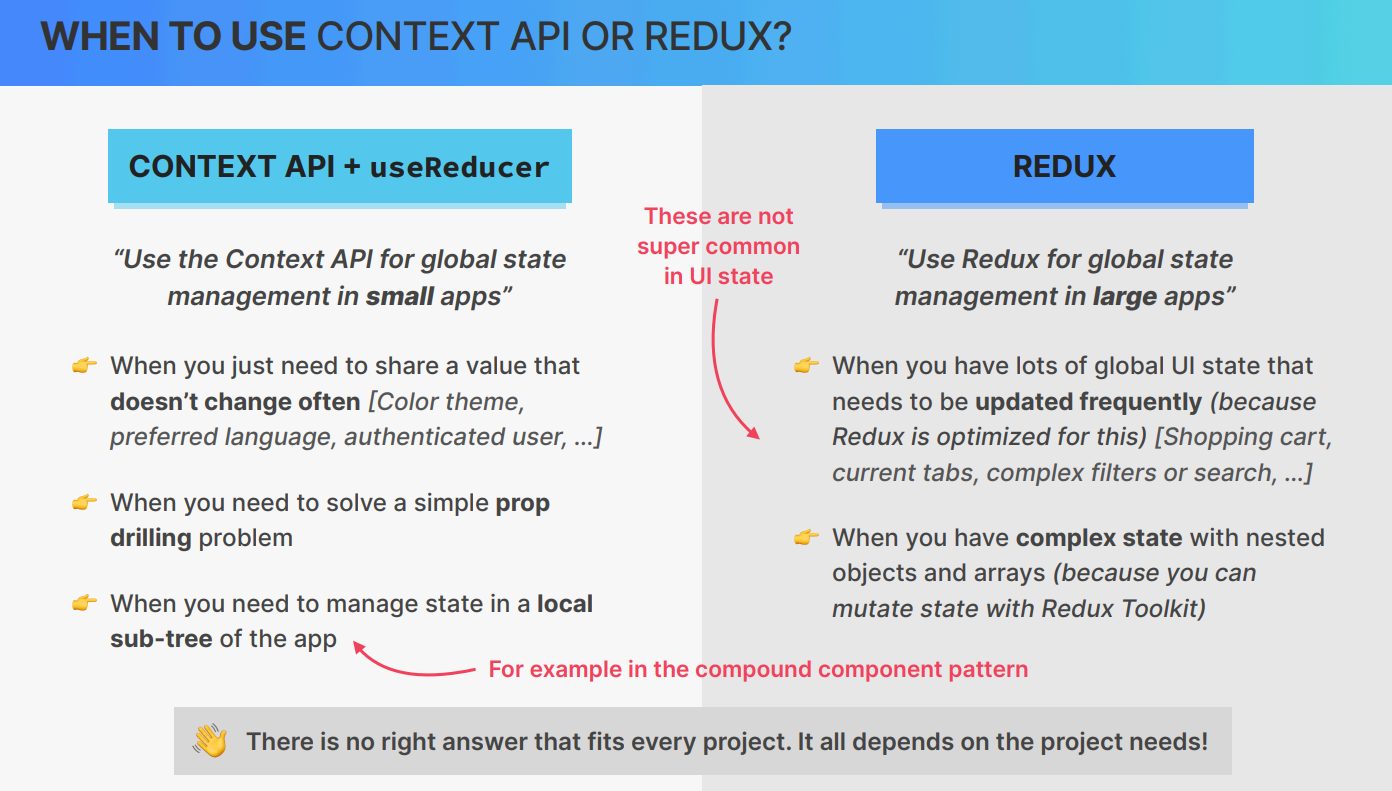 WHEN TO USE CONTEXT API OR REDUX?
CONTEXT API + useReducer
“Use the Context API for global state
management in small apps”
👉 When you just need to share a value that
doesn’t change often [Color theme,
preferred language, authenticated user, …]
👉 When you need to solve a simple prop
drilling problem
👉 When you need to manage state in a local
sub-tree of the app
For example in the compound component pattern
These are not
super common
in UI state
REDUX
“Use Redux for global state
management in large apps”
👉 When you have lots of global UI state that
needs to be updated frequently (because
Redux is optimized for this) [Shopping cart,
current tabs, complex filters or search, …]
👉 When you have complex state with nested
objects and arrays (because you can
mutate state with Redux Toolkit)
👋 There is no right answer that fits every project. It all depends on the project needs!